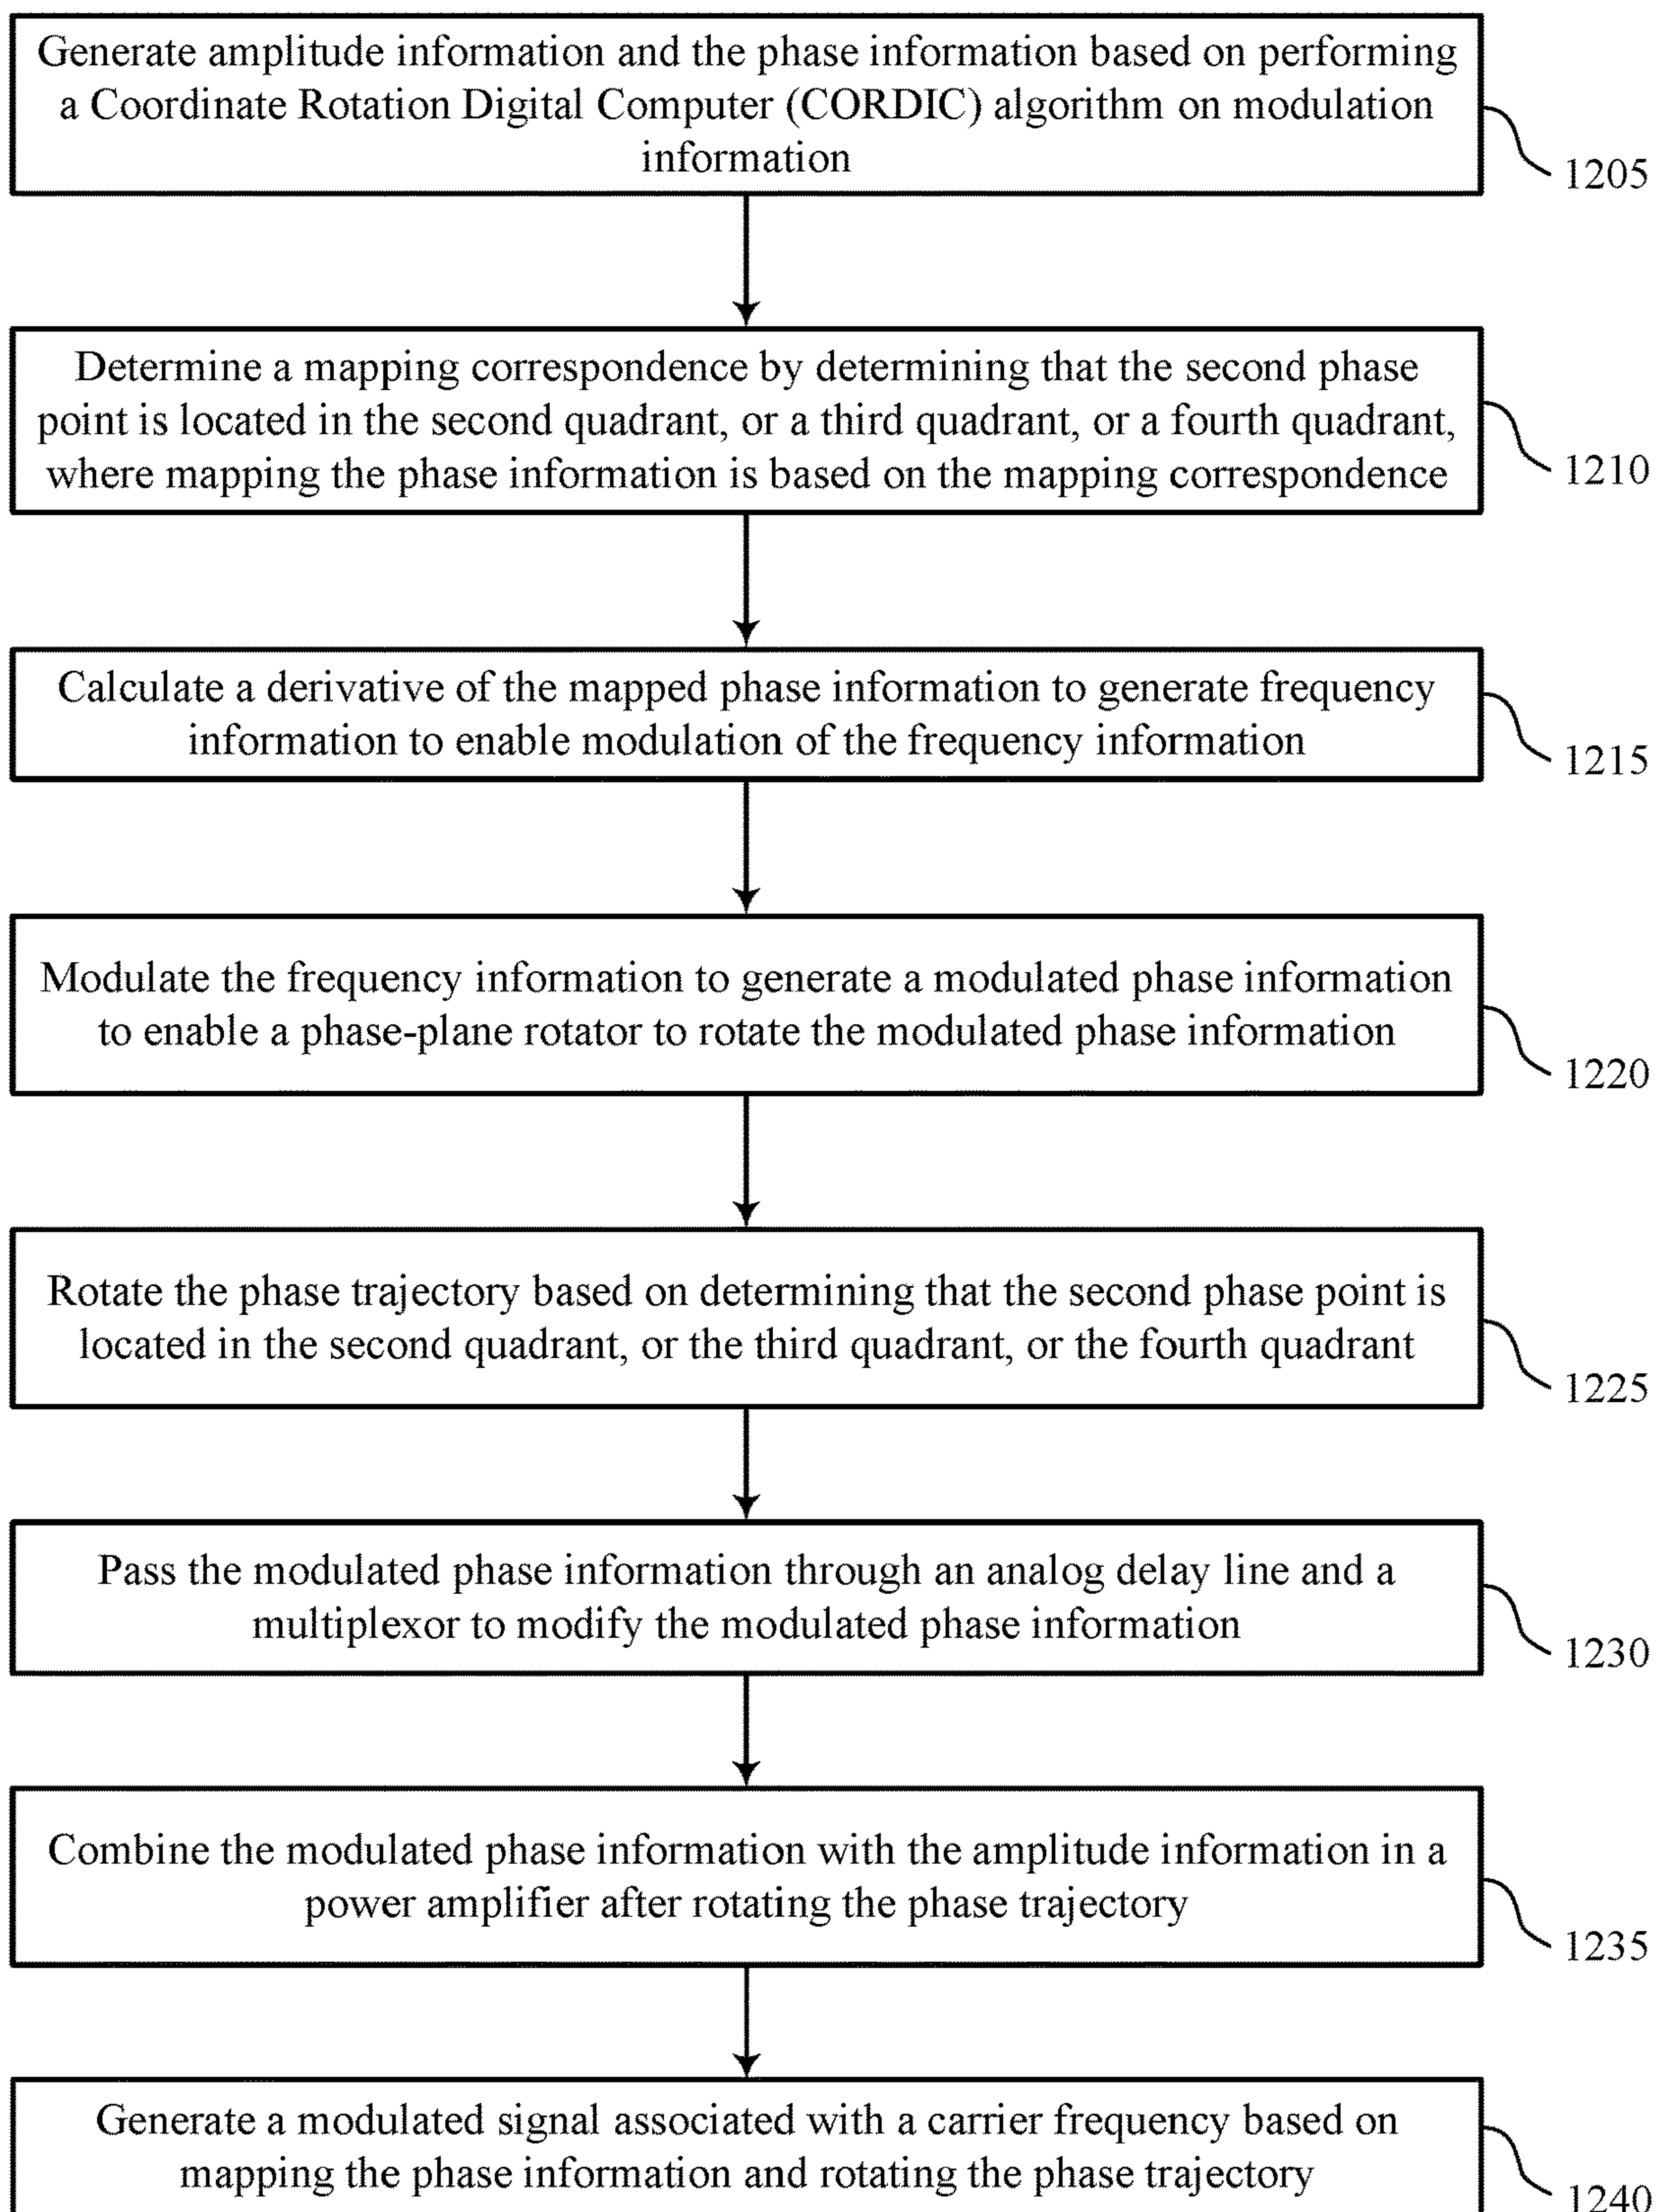 Generate amplitude information and the phase information based on performing
a Coordinate Rotation Digital Computer (CORDIC) algorithm on modulation
information
1205
Determine a mapping correspondence by determining that the second phase
point is located in the second quadrant, or a third quadrant, or a fourth quadrant,
where mapping the phase information is based on the mapping correspondence
1210
Calculate a derivative of the mapped phase information to generate frequency
information to enable modulation of the frequency information
1215
Modulate the frequency information to generate a modulated phase information
to enable a phase-plane rotator to rotate the modulated phase information
1220
Rotate the phase trajectory based on determining that the second phase point is
located in the second quadrant, or the third quadrant, or the fourth quadrant
1225
Pass the modulated phase information through an analog delay line and a
multiplexor to modify the modulated phase information
1230
Combine the modulated phase information with the amplitude information in a
power amplifier after rotating the phase trajectory
1235
Generate a modulated signal associated with a carrier frequency based on
mapping the phase information and rotating the phase trajectory
1240